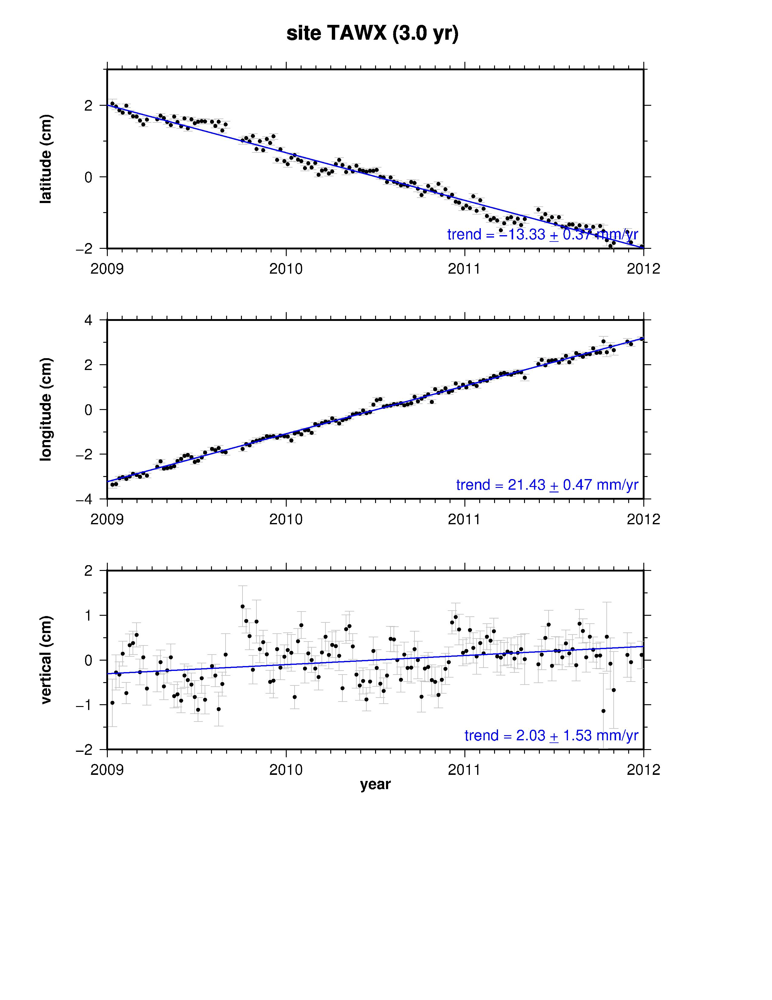 site TAWX (3.0 yr)
latitude (cm)
2
0
−2
trend = −13.33 ± 0.37 mm/yr
2009 2010 2011 2012
longitude (cm)
4
2
0
−2
−4
trend = 21.43 ± 0.47 mm/yr
2009 2010 2011 2012
vertical (cm)
2
1
0
−1
−2
trend = 2.03 ± 1.53 mm/yr
2009 2010 2011 2012
year